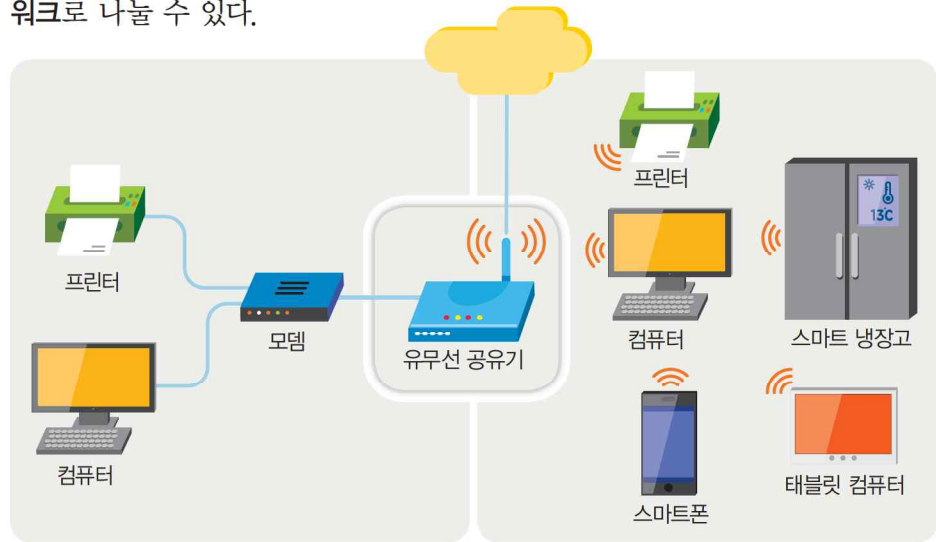 워크로 나눌 수 있다.
프린터
13°C
프린터
모뎀
유무선 공유기
컴퓨터
스마트 냉장고
컴퓨터
태블릿 컴퓨터
스마트폰